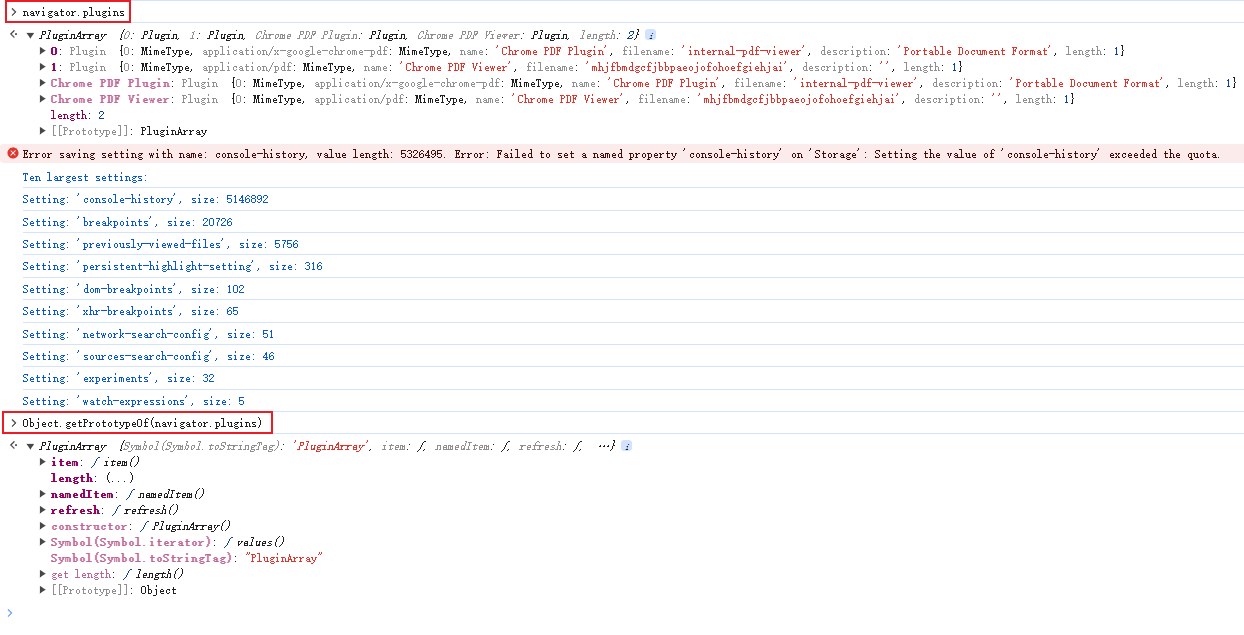 navigator.plugins
PluginArray {0: Plugin, 1: Plugin, Chrome PDF Plugin: Plugin, Chrome PDF Viewer: Plugin, length: 2}
0: Plugin {0: MimeType, application/x-google-chrome-pdf: MimeType, name: 'Chrome PDF Plugin', filename: 'internal-pdf-viewer', description: 'Portable Document Format', length: 1}
1: Plugin {0: MimeType, application/pdf: MimeType, name: 'Chrome PDF Viewer', filename: 'mhjfbmdgcfjbbpaeojofohoefgiehjai', description: '', length: 1}
Chrome PDF Plugin: Plugin {0: MimeType, application/x-google-chrome-pdf: MimeType, name: 'Chrome PDF Plugin', filename: 'internal-pdf-viewer', description: 'Portable Document Format', length: 1}
Chrome PDF Viewer: Plugin {0: MimeType, application/pdf: MimeType, name: 'Chrome PDF Viewer', filename: 'mhjfbmdgcfjbbpaeojofohoefgiehjai', description: '', length: 1}
length: 2
[[Prototype]]: PluginArray
Error saving setting with name: console-history, value length: 5326495. Error: Failed to set a named property 'console-history' on 'Storage': Setting the value of 'console-history' exceeded the quota.
Ten largest settings:
Setting: 'console-history', size: 5146892
Setting: 'breakpoints', size: 20726
Setting: 'previously-viewed-files', size: 5756
Setting: 'persistent-highlight-setting', size: 316
Setting: 'dom-breakpoints', size: 102
Setting: 'xhr-breakpoints', size: 65
Setting: 'network-search-config', size: 51
Setting: 'sources-search-config', size: 46
Setting: 'experiments', size: 32
Setting: 'watch-expressions', size: 5
Object.getPrototypeOf(navigator.plugins)
PluginArray {Symbol(Symbol.toStringTag): 'PluginArray', item: ƒ, namedItem: ƒ, refresh: ƒ, …}
item: ƒ item()
length: (...)
namedItem: ƒ namedItem()
refresh: ƒ refresh()
constructor: ƒ PluginArray()
Symbol(Symbol.iterator): ƒ values()
Symbol(Symbol.toStringTag): "PluginArray"
get length: ƒ length()
[[Prototype]]: Object